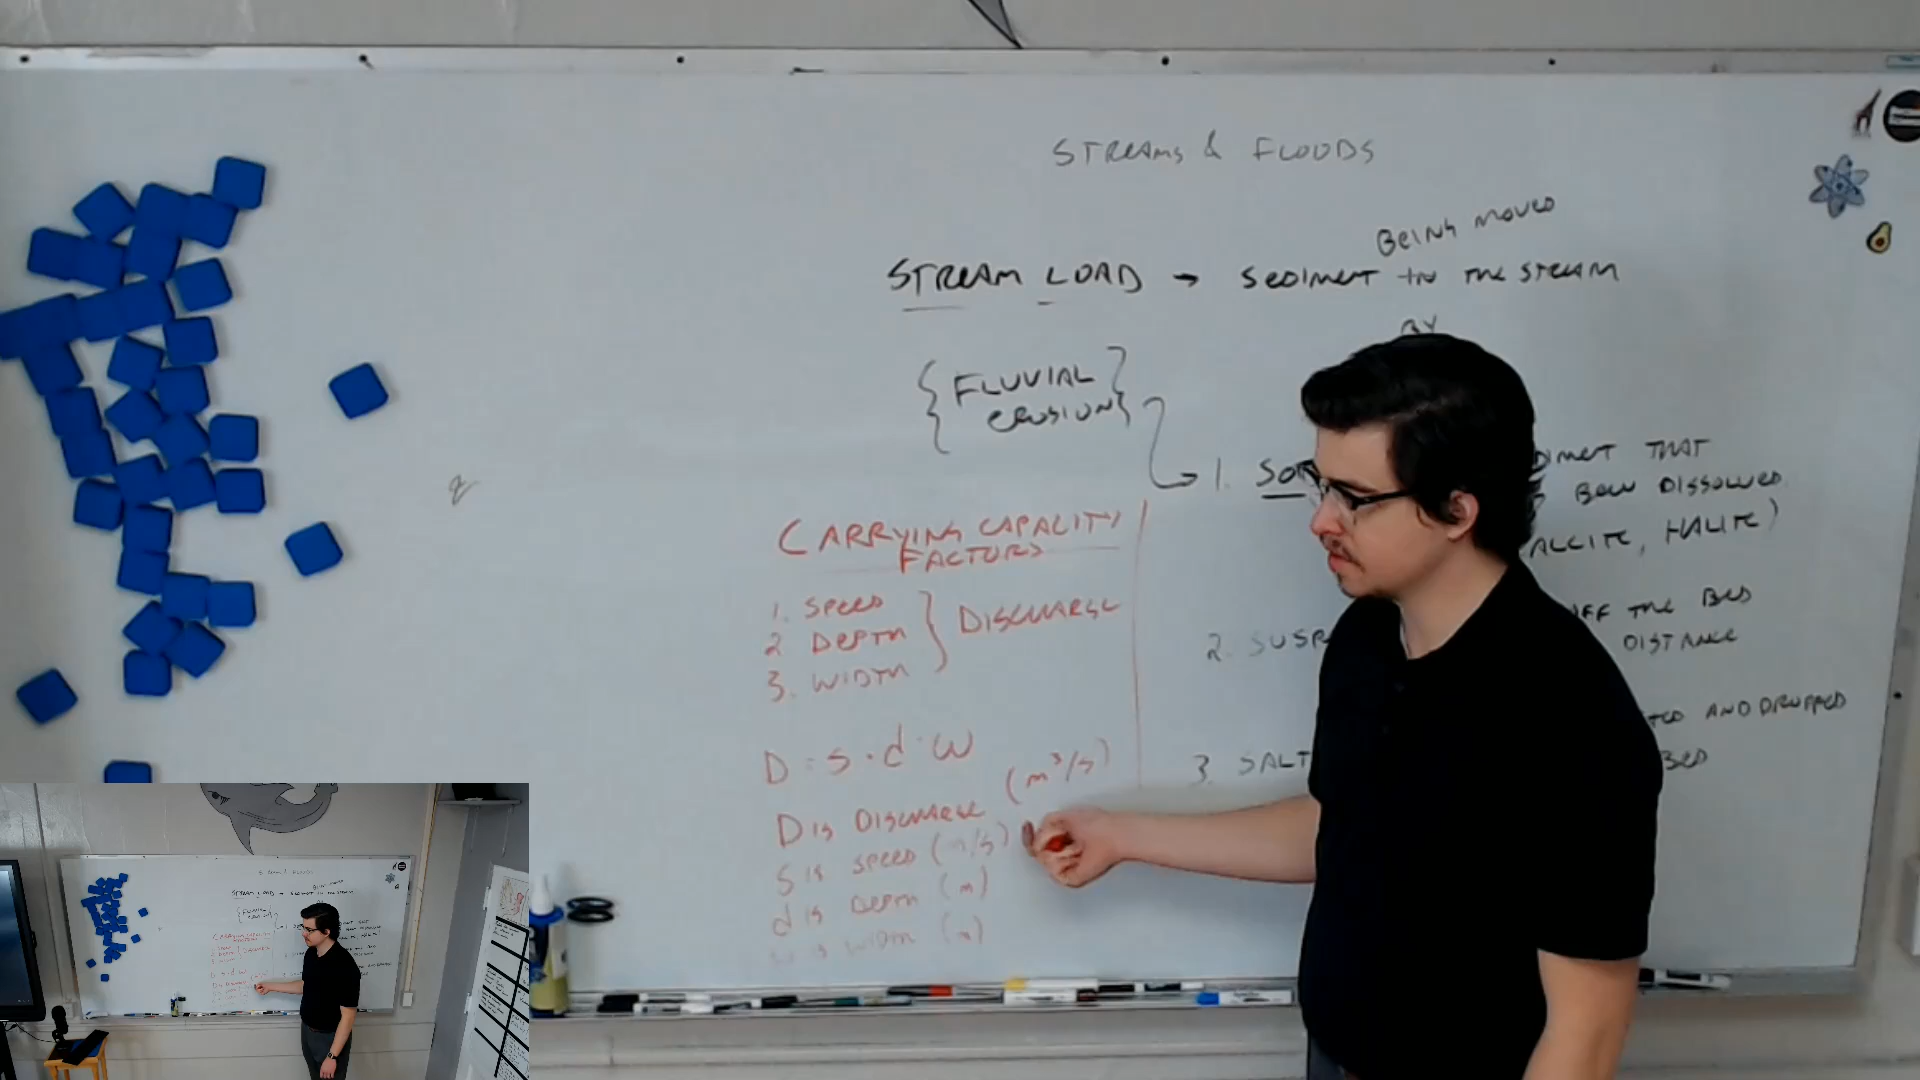 STREAMS & FLOODS
BEING MOVED
STREAM LOAD → SEDIMENT IN THE STREAM
BY
{FLUVIAL
EROSION}
1. SO
DIMENT THAT
BEEN DISSOLVED
ALCITE, HALITE)
CARRYING CAPACITY
FACTORS
1. SPEED
2 DEPTH
3. WIDTH
DISCHARGE
2. SUSP
OFF THE BED
DISTANCE
3. SALT
TED AND DROPPED
BED
D = s · d · w
D IS DISCHARGE (m³/s)
S IS SPEED (m/s)
d IS DEPTH (m)
w IS WIDTH (m)